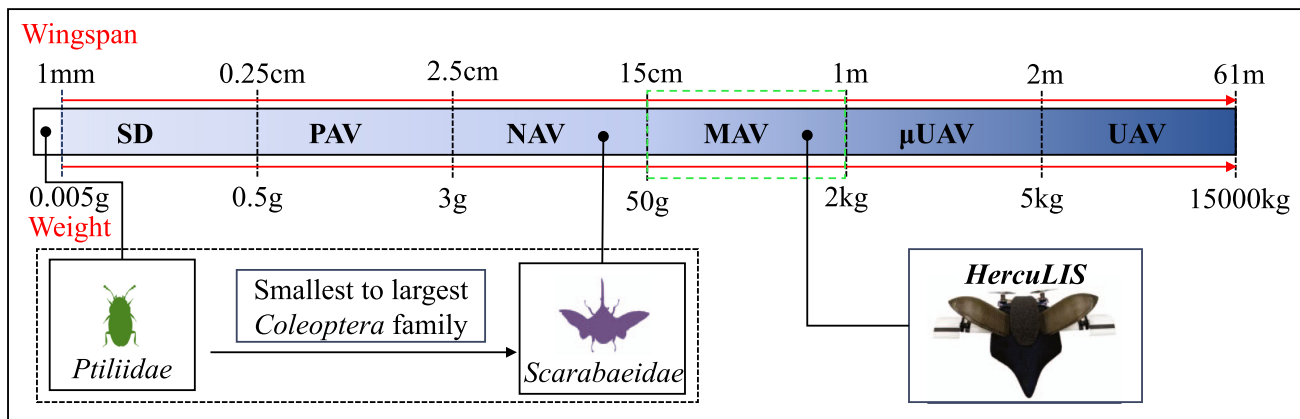 Wingspan
1mm 0.25cm 2.5cm 15cm 1m 2m 61m
SD PAV NAV MAV μUAV UAV
0.005g 0.5g 3g 50g 2kg 5kg 15000kg
Weight
Smallest to largest
Coleoptera family
Ptiliidae
Scarabaeidae
HercuLIS